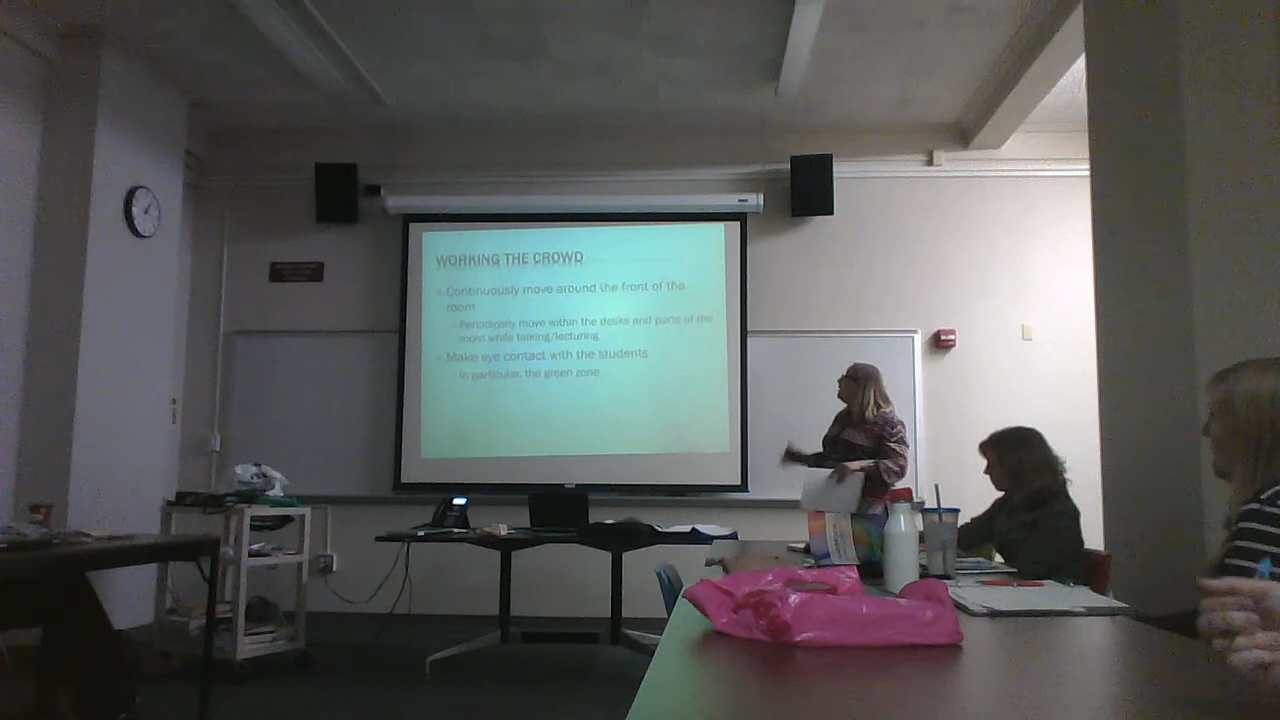 WORKING THE CROWD
Continuously move around the front of the
room
Periodically move within the desks and parts of the
room while talking/lecturing
Make eye contact with the students
In particular, the green zone